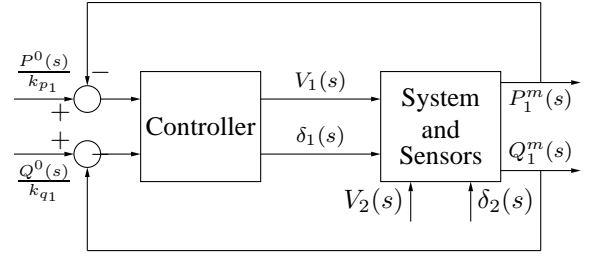 P^0(s)/k_{p_1}
−
+
+
−
Q^0(s)/k_{q_1}
Controller
V_1(s)
δ_1(s)
System
and
Sensors
P_1^m(s)
Q_1^m(s)
V_2(s)
δ_2(s)